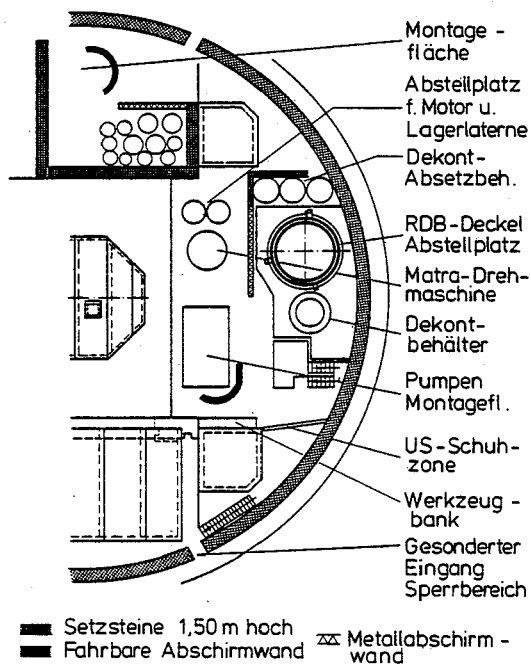 Montage -
fläche
Abstellplatz
f. Motor u.
Lagerlaterne
Dekont-
Absetzbeh.
RDB-Deckel
Abstellplatz
Matra-Dreh-
maschine
Dekont-
behälter
Pumpen
Montagefl.
US-Schuh-
zone
Werkzeug -
bank
Gesonderter
Eingang
Sperrbereich
Setzsteine 1,50 m hoch
Fahrbare Abschirmwand
Metallabschirm -
wand